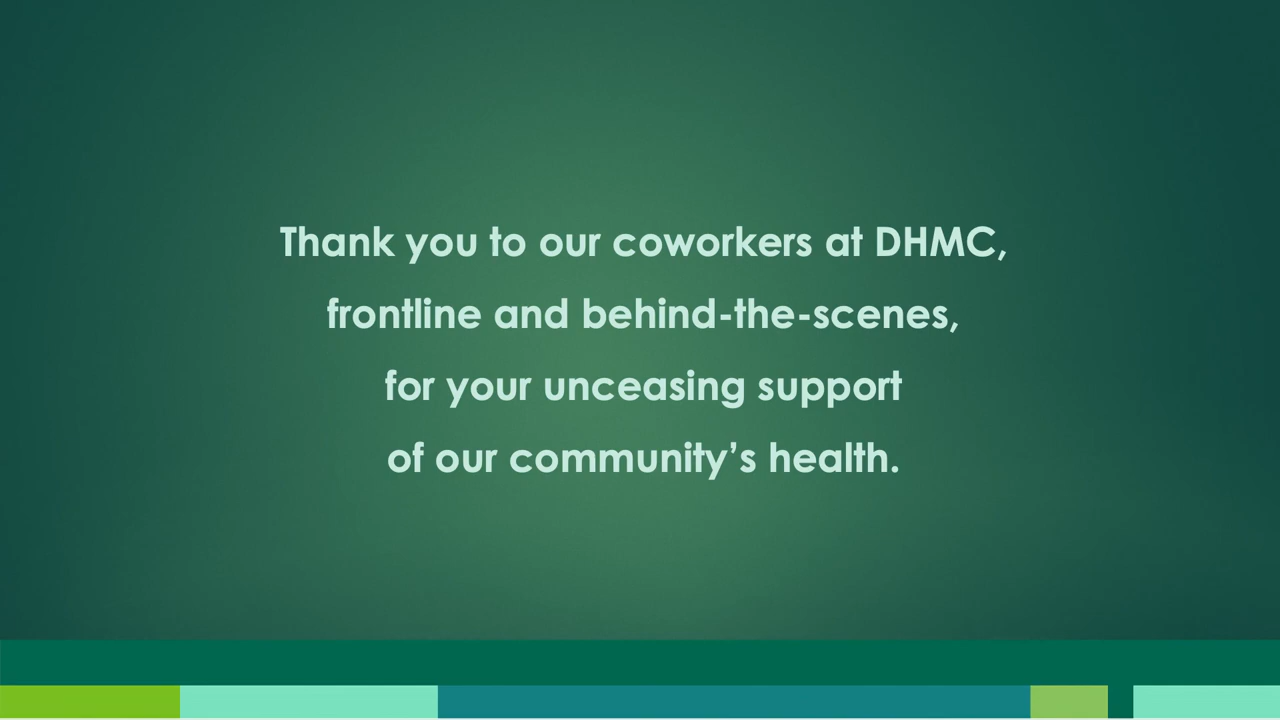 Thank you to our coworkers at DHMC,
frontline and behind-the-scenes,
for your unceasing support
of our community’s health.